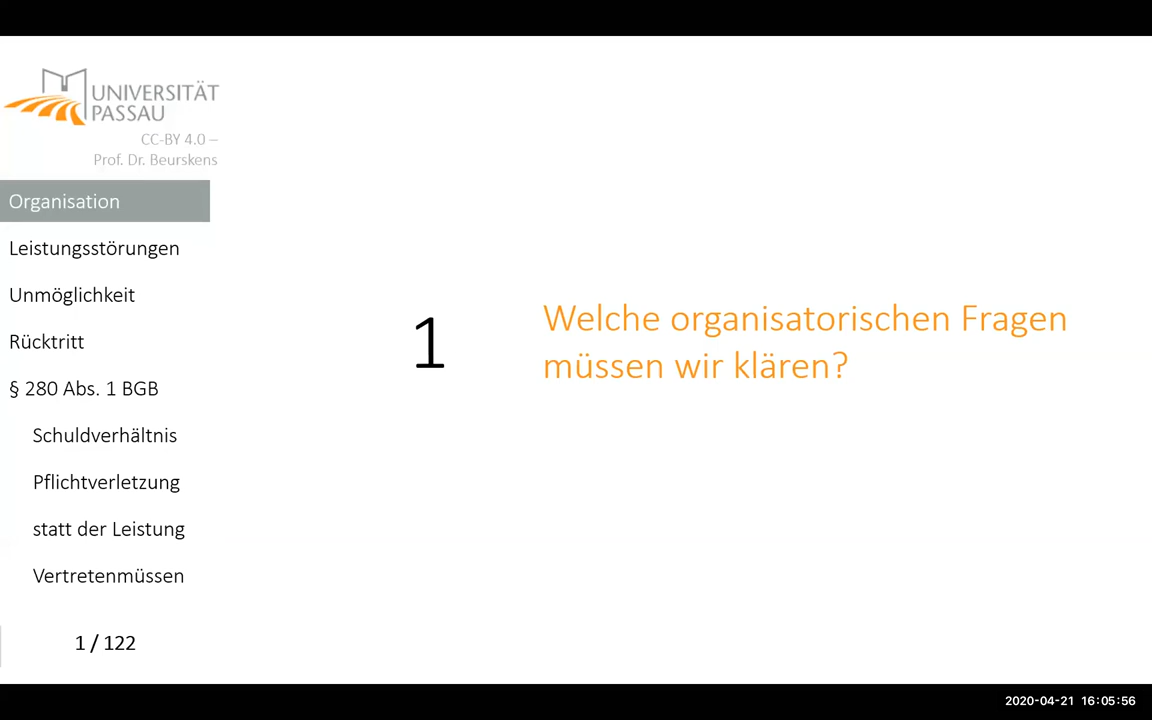 UNIVERSITÄT
PASSAU
CC-BY 4.0 –
Prof. Dr. Beurskens
Organisation
Leistungsstörungen
Unmöglichkeit
Rücktritt
§ 280 Abs. 1 BGB
Schuldverhältnis
Pflichtverletzung
statt der Leistung
Vertretenmüssen
1 / 122
1
Welche organisatorischen Fragen
müssen wir klären?
2020-04-21 16:05:56